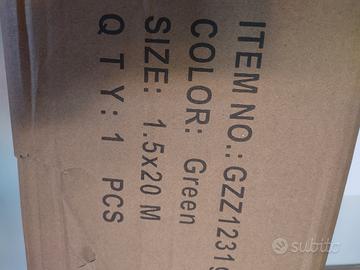 ITEM NO.: GZZ1231
COLOR: Green
SIZE: 1.5x20 M
Q T Y: 1 PCS
subito